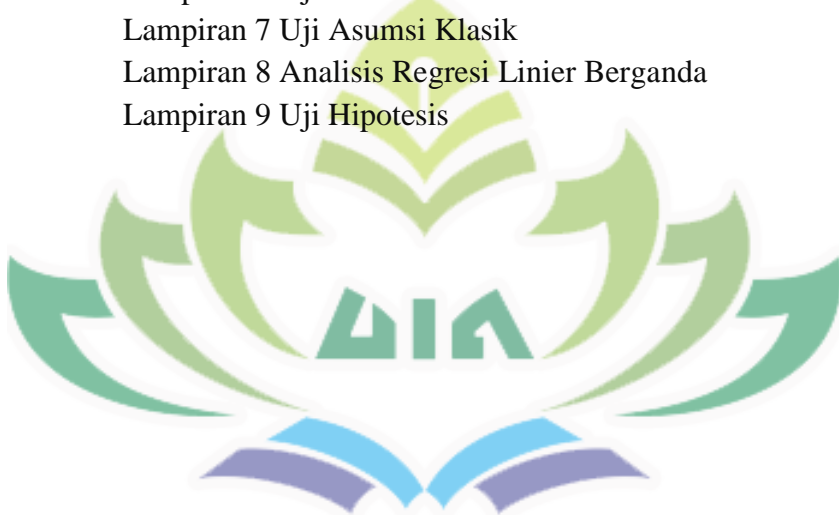 Lampiran 7 Uji Asumsi Klasik
Lampiran 8 Analisis Regresi Linier Berganda
Lampiran 9 Uji Hipotesis